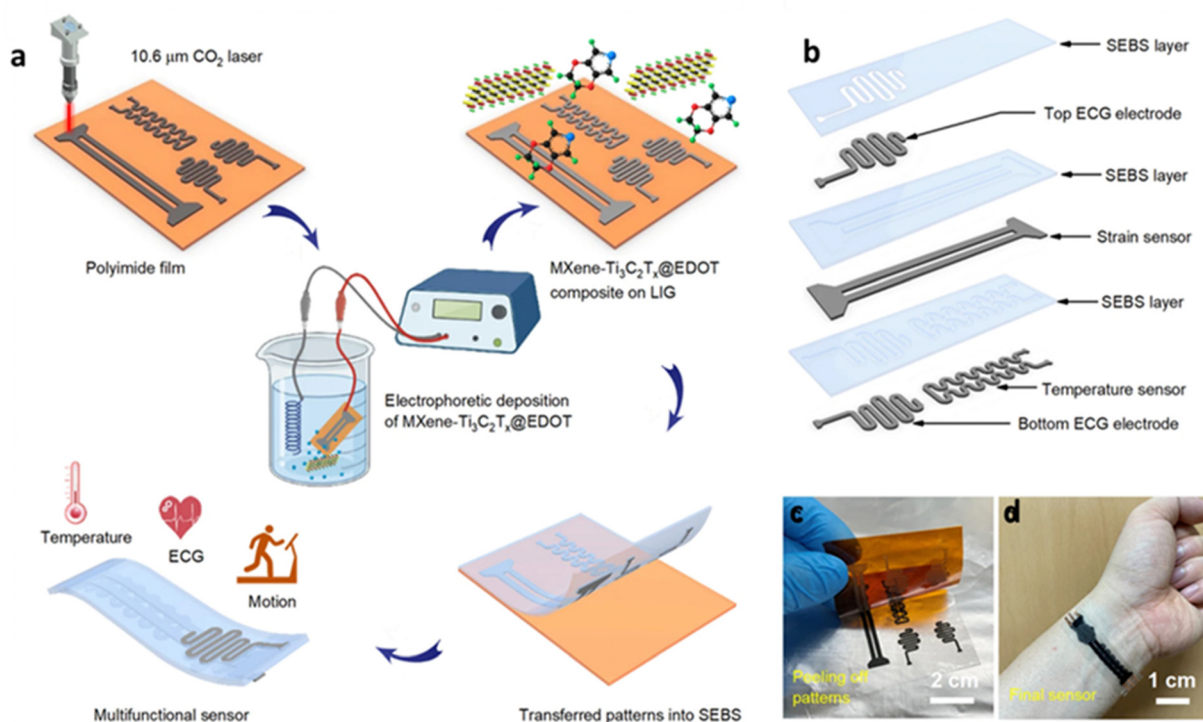 a
10.6 μm CO₂ laser
Polyimide film
MXene-Ti₃C₂Tₓ@EDOT
composite on LIG
Electrophoretic deposition
of MXene-Ti₃C₂Tₓ@EDOT
Temperature
ECG
Motion
Multifunctional sensor
Transferred patterns into SEBS
b
SEBS layer
Top ECG electrode
SEBS layer
Strain sensor
SEBS layer
Temperature sensor
Bottom ECG electrode
c
Peeling off
patterns
2 cm
d
Final sensor
1 cm